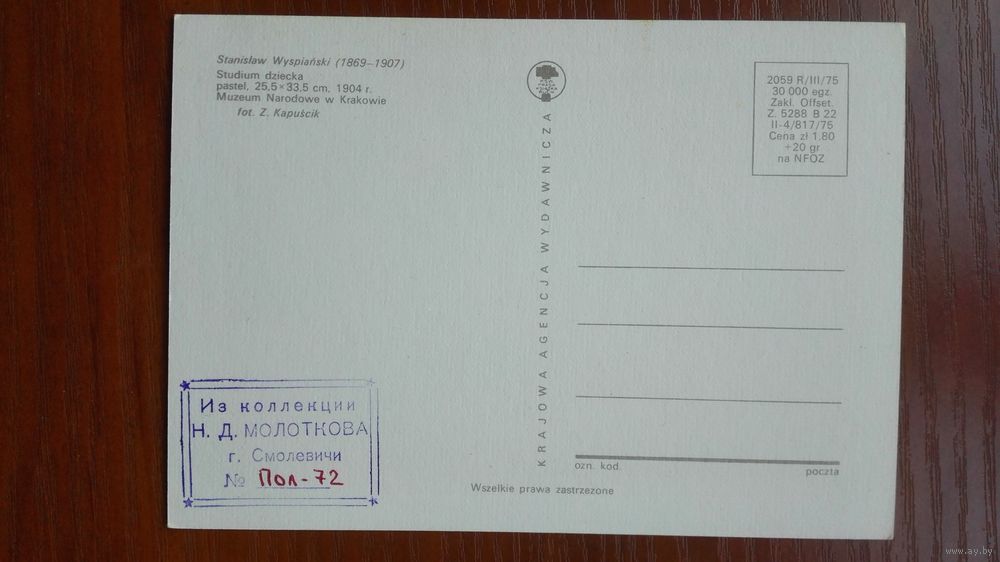 Stanisław Wyspiański (1869–1907)
Studium dziecka
pastel, 25,5×33,5 cm, 1904 r.
Muzeum Narodowe w Krakowie
fot. Z. Kapuścik
KRAJOWA AGENCJA WYDAWNICZA
2059 R/III/75
30 000 egz.
Zakl. Offset.
Z. 5288 B 22
II-4/817/75
Cena zł 1.80
+20 gr
na NFOZ
ozn. kod.
poczta
Wszelkie prawa zastrzezone
Из коллекции
Н. Д. МОЛОТКОВА
г. Смолевичи
№ Пол-72
www.ay.by